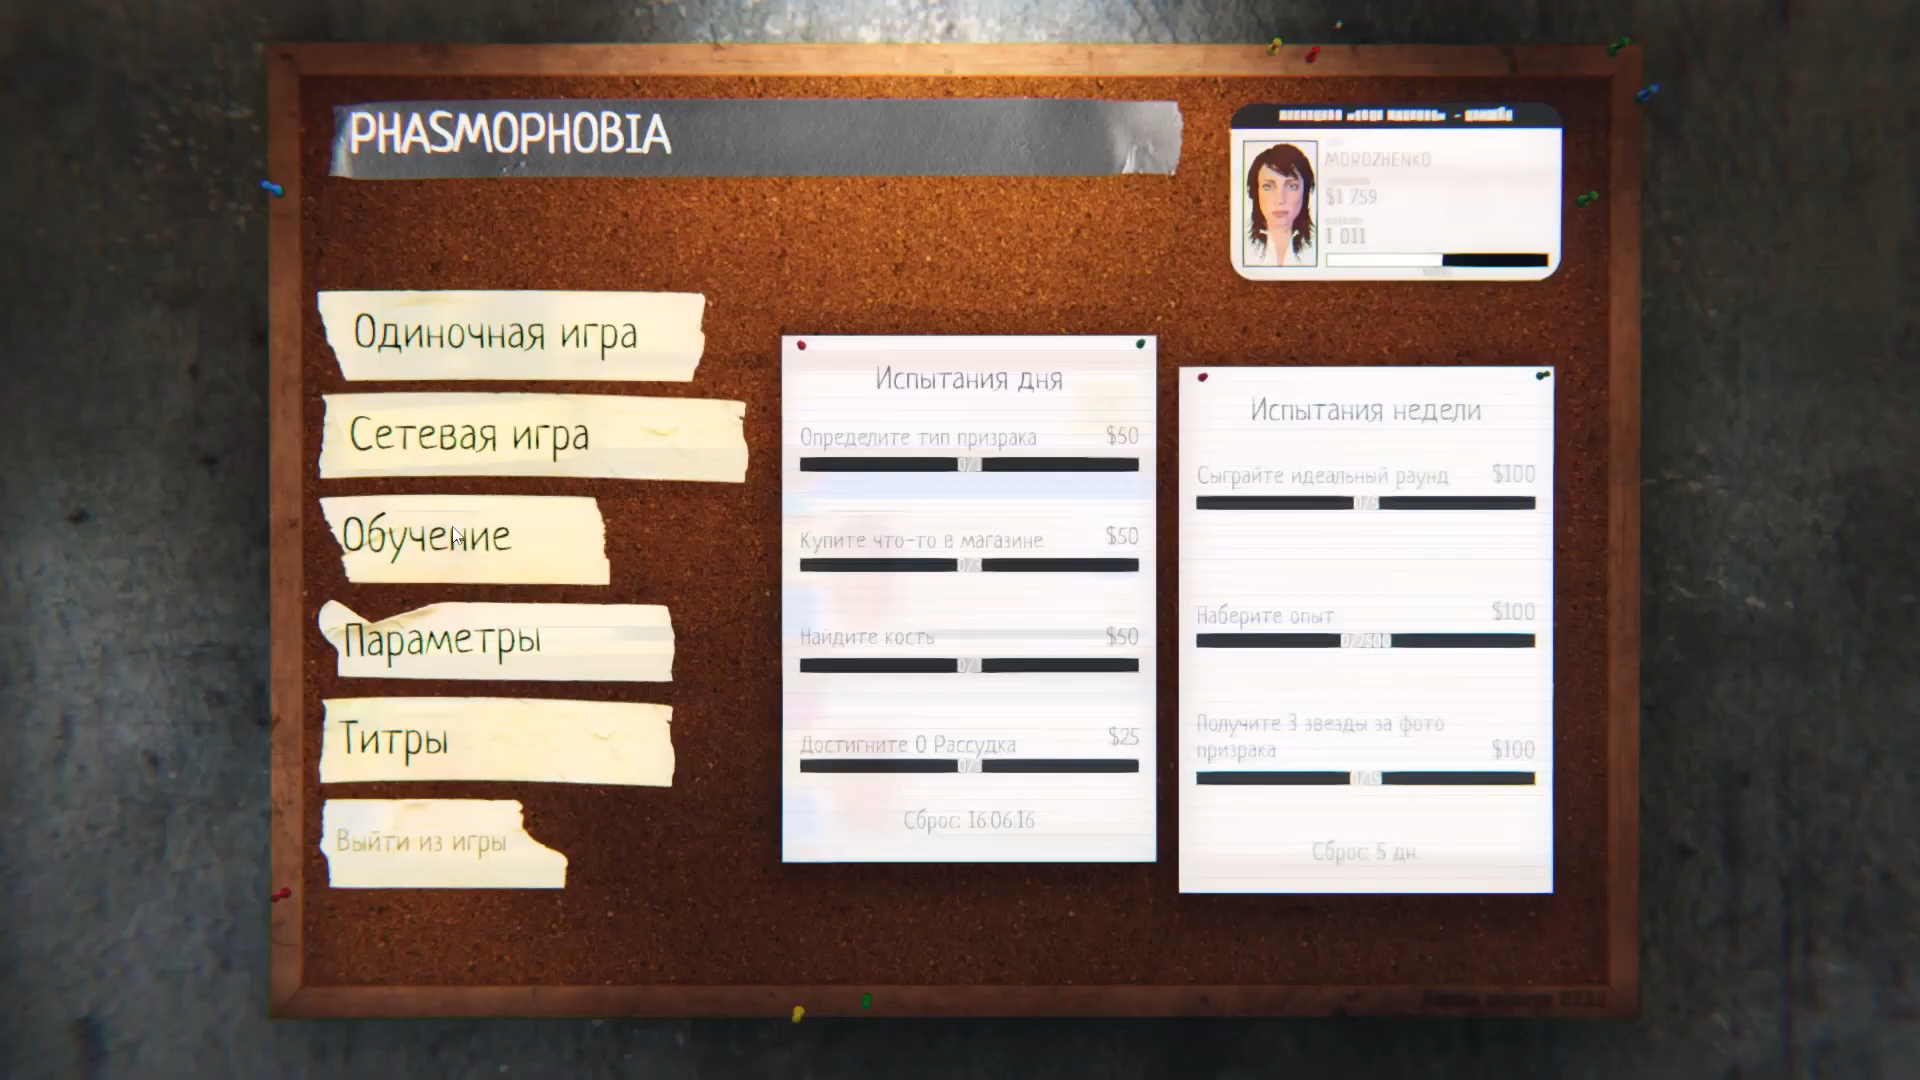 PHASMOPHOBIA
MOROZHENKO
$1 759
1 011
Одиночная игра
Сетевая игра
Обучение
Параметры
Титры
Выйти из игры
Испытания дня
Определите тип призрака $50
0/1
Купите что-то в магазине $50
Найдите кость $50
Достигните 0 Рассудка $25
Сброс: 16:06:16
Испытания недели
Сыграйте идеальный раунд $100
Наберите опыт $100
Получите 3 звезды за фото
призрака $100
Сброс: 5 дн.